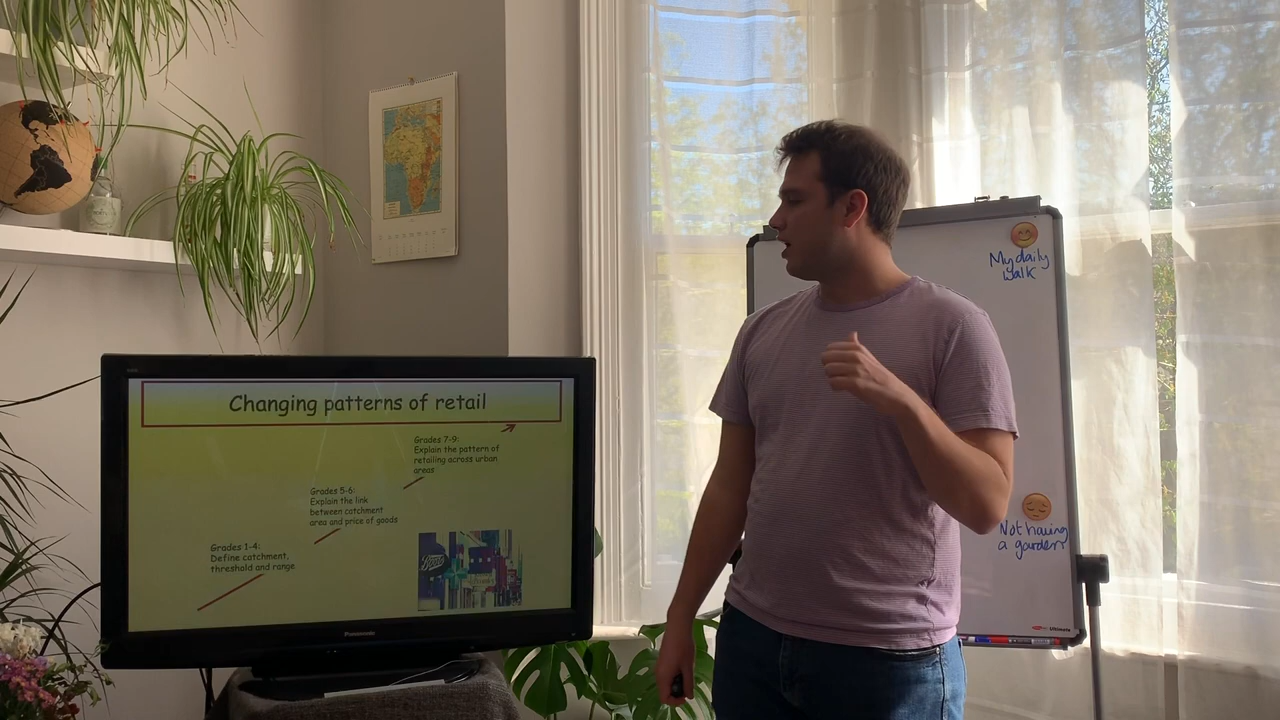 Changing patterns of retail
Grades 7-9:
Explain the pattern of
retailing across urban
areas
Grades 5-6:
Explain the link
between catchment
area and price of goods
Grades 1-4:
Define catchment,
threshold and range
Boots
Panasonic
My daily
walk
Not having
a garden
Ultimate